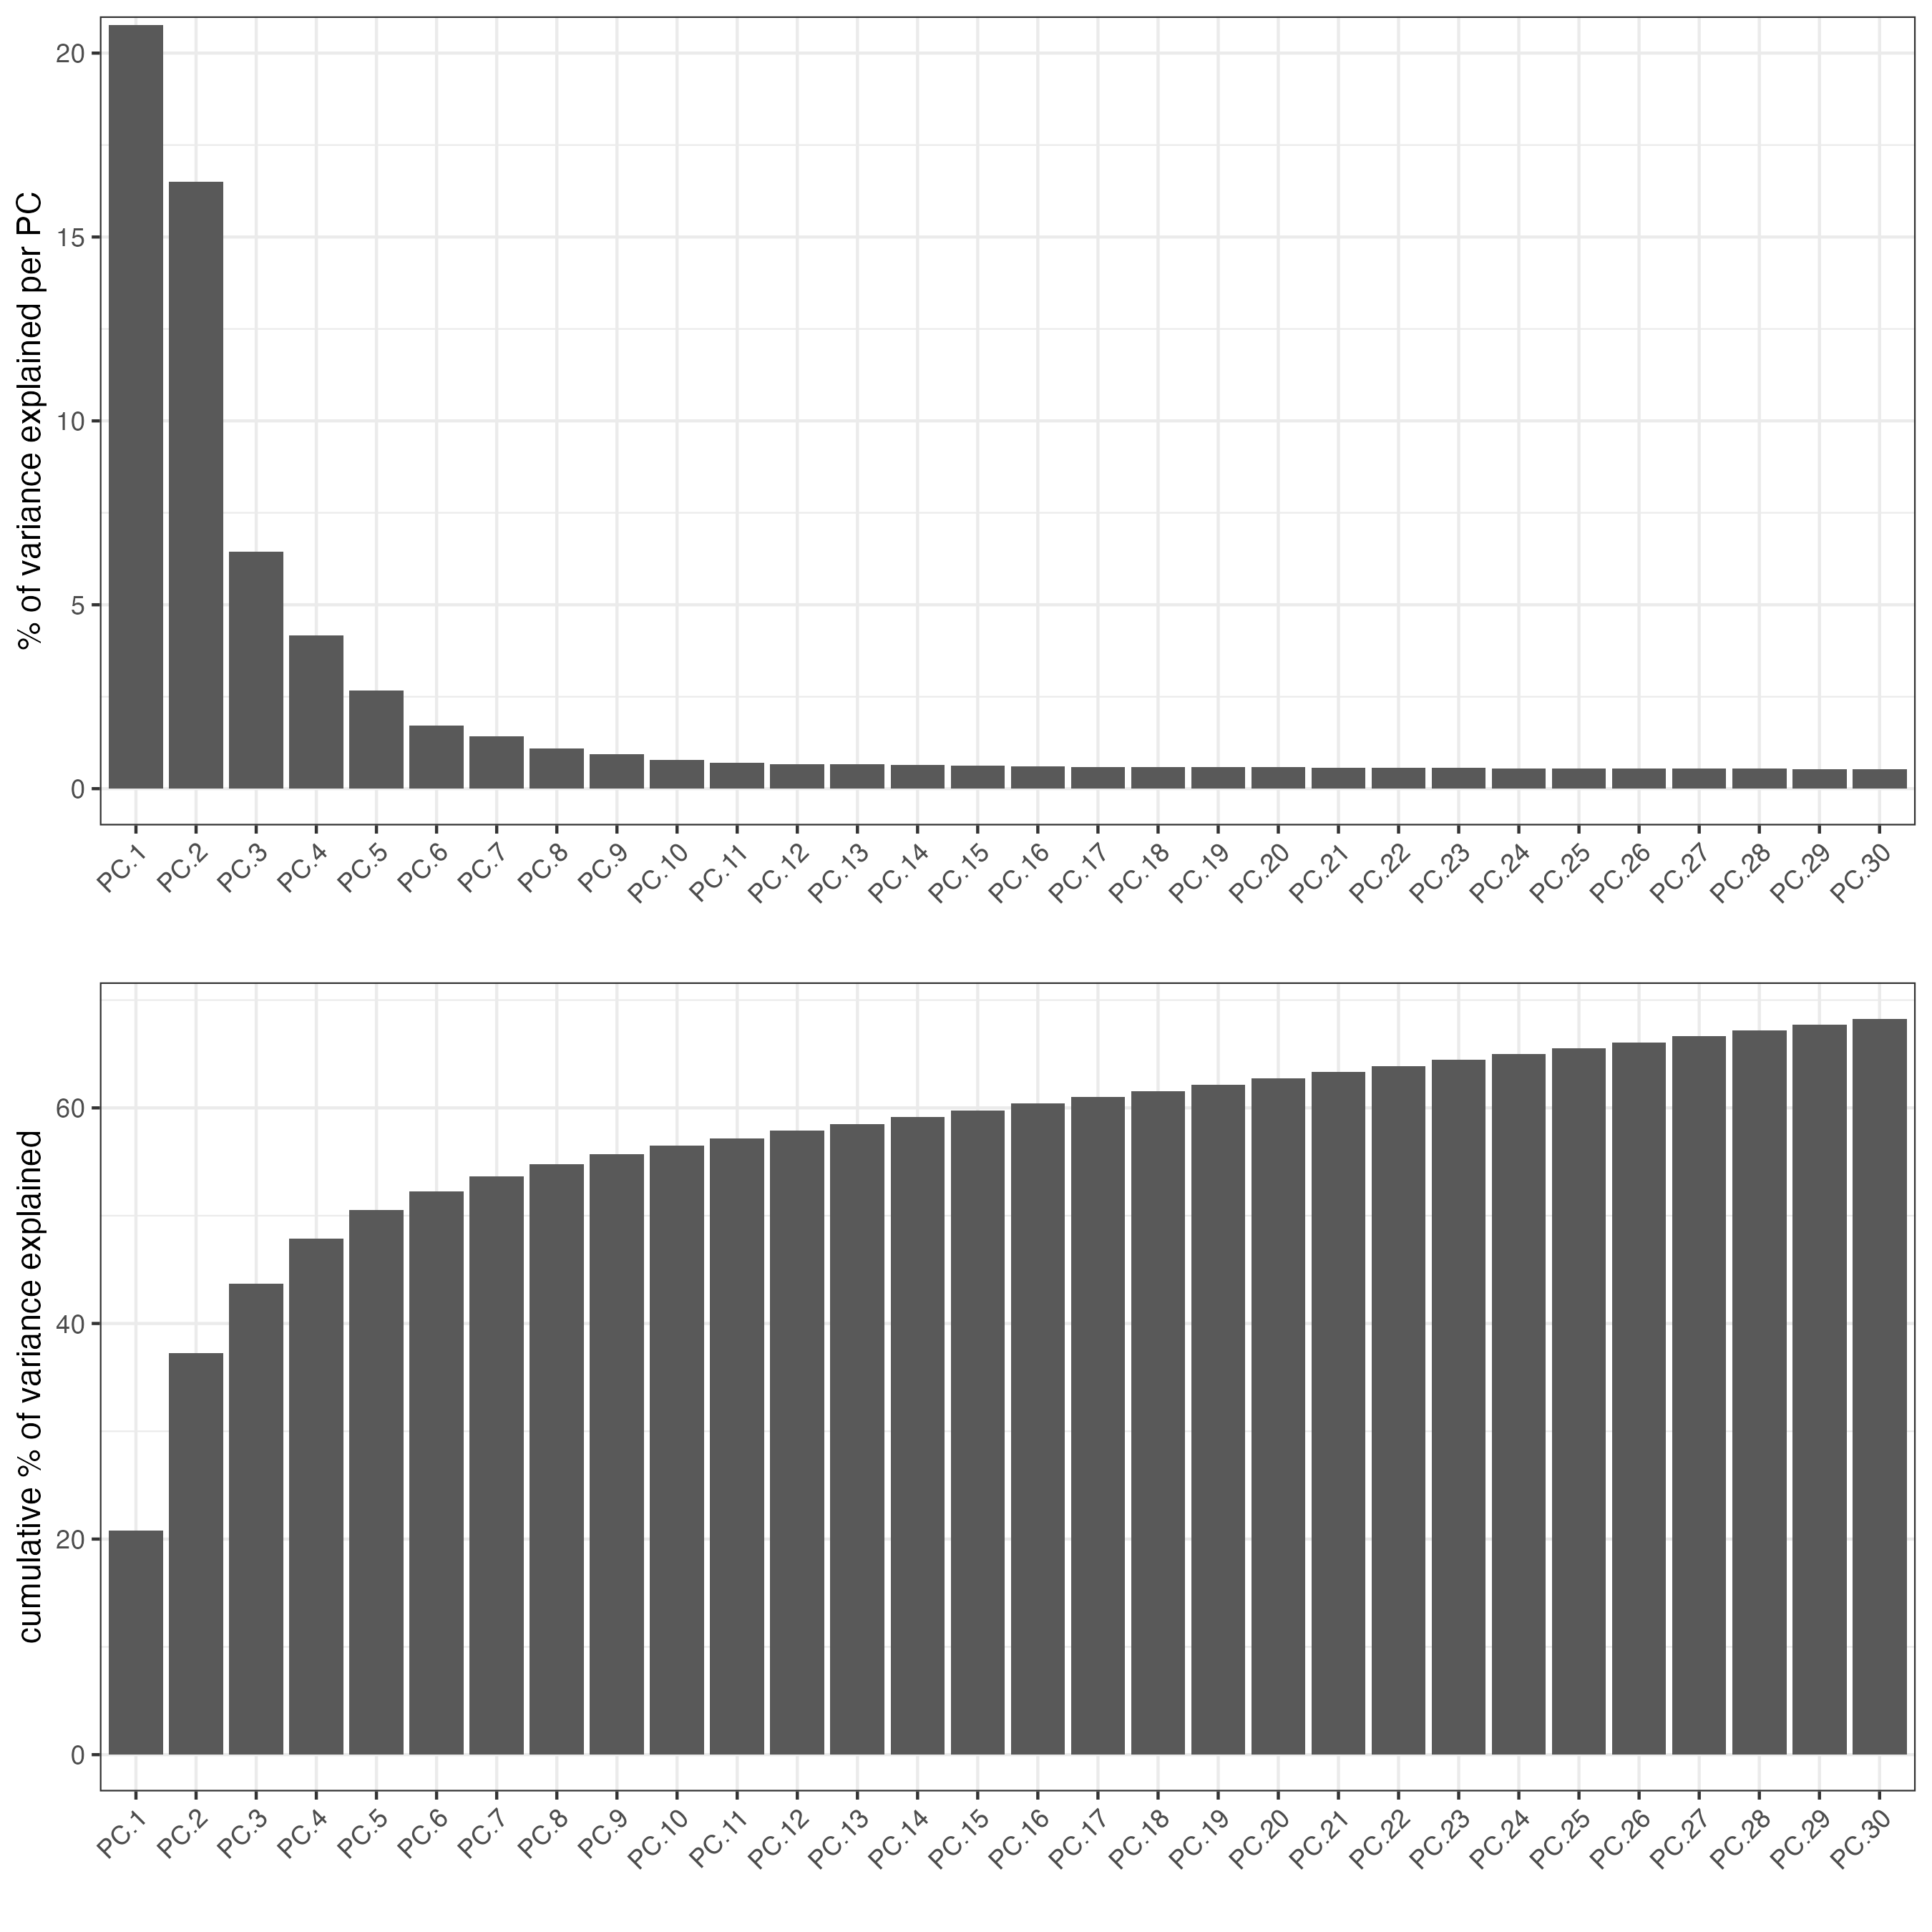 % of variance explained per PC
20
15
10
5
0
PC.1 PC.2 PC.3 PC.4 PC.5 PC.6 PC.7 PC.8 PC.9 PC.10 PC.11 PC.12 PC.13 PC.14 PC.15 PC.16 PC.17 PC.18 PC.19 PC.20 PC.21 PC.22 PC.23 PC.24 PC.25 PC.26 PC.27 PC.28 PC.29 PC.30
cumulative % of variance explained
60
40
20
0
PC.1 PC.2 PC.3 PC.4 PC.5 PC.6 PC.7 PC.8 PC.9 PC.10 PC.11 PC.12 PC.13 PC.14 PC.15 PC.16 PC.17 PC.18 PC.19 PC.20 PC.21 PC.22 PC.23 PC.24 PC.25 PC.26 PC.27 PC.28 PC.29 PC.30